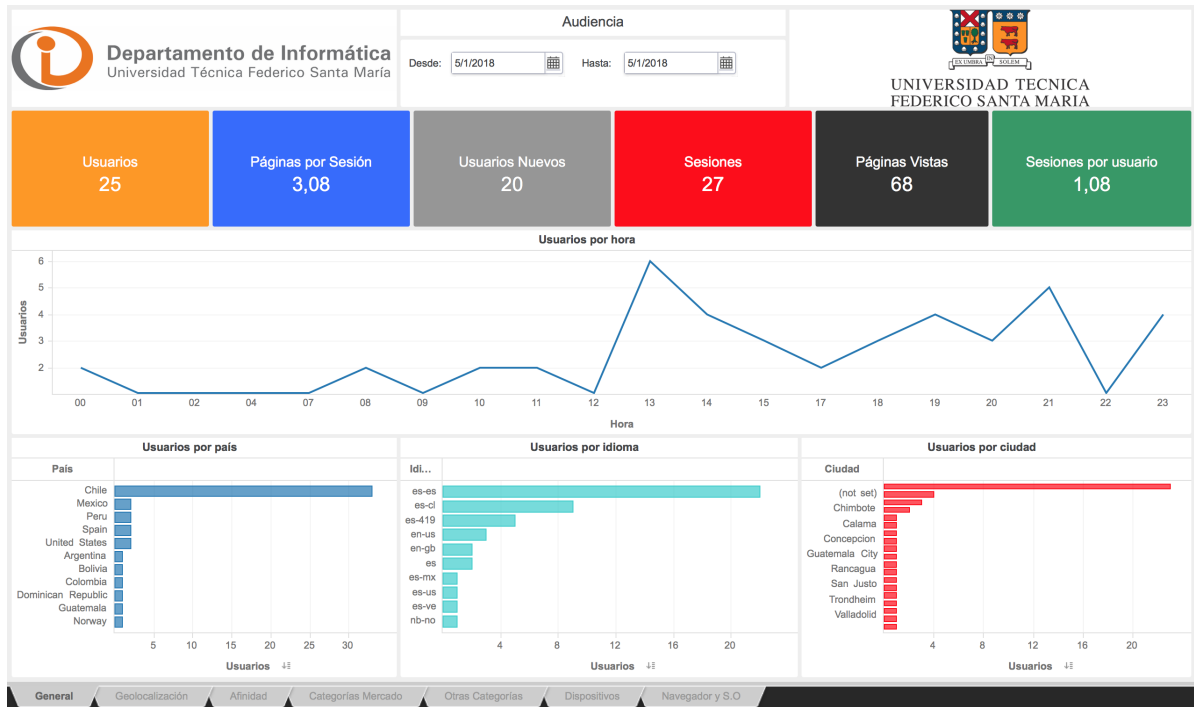 Departamento de Informática
Universidad Técnica Federico Santa María
Audiencia
Desde: 5/1/2018 Hasta: 5/1/2018
EX UMBRA IN SOLEM
UNIVERSIDAD TECNICA
FEDERICO SANTA MARIA
Usuarios
25
Páginas por Sesión
3,08
Usuarios Nuevos
20
Sesiones
27
Páginas Vistas
68
Sesiones por usuario
1,08
Usuarios por hora
Usuarios
6
5
4
3
2
00 01 02 04 07 08 09 10 11 12 13 14 15 17 18 19 20 21 22 23
Hora
Usuarios por país
País
Chile
Mexico
Peru
Spain
United States
Argentina
Bolivia
Colombia
Dominican Republic
Guatemala
Norway
5 10 15 20 25 30
Usuarios
Usuarios por idioma
Idi...
es-es
es-cl
es-419
en-us
en-gb
es
es-mx
es-us
es-ve
nb-no
4 8 12 16 20
Usuarios
Usuarios por ciudad
Ciudad
(not set)
Chimbote
Calama
Concepcion
Guatemala City
Rancagua
San Justo
Trondheim
Valladolid
4 8 12 16 20
Usuarios
General Geolocalización Afinidad Categorías Mercado Otras Categorías Dispositivos Navegador y S.O